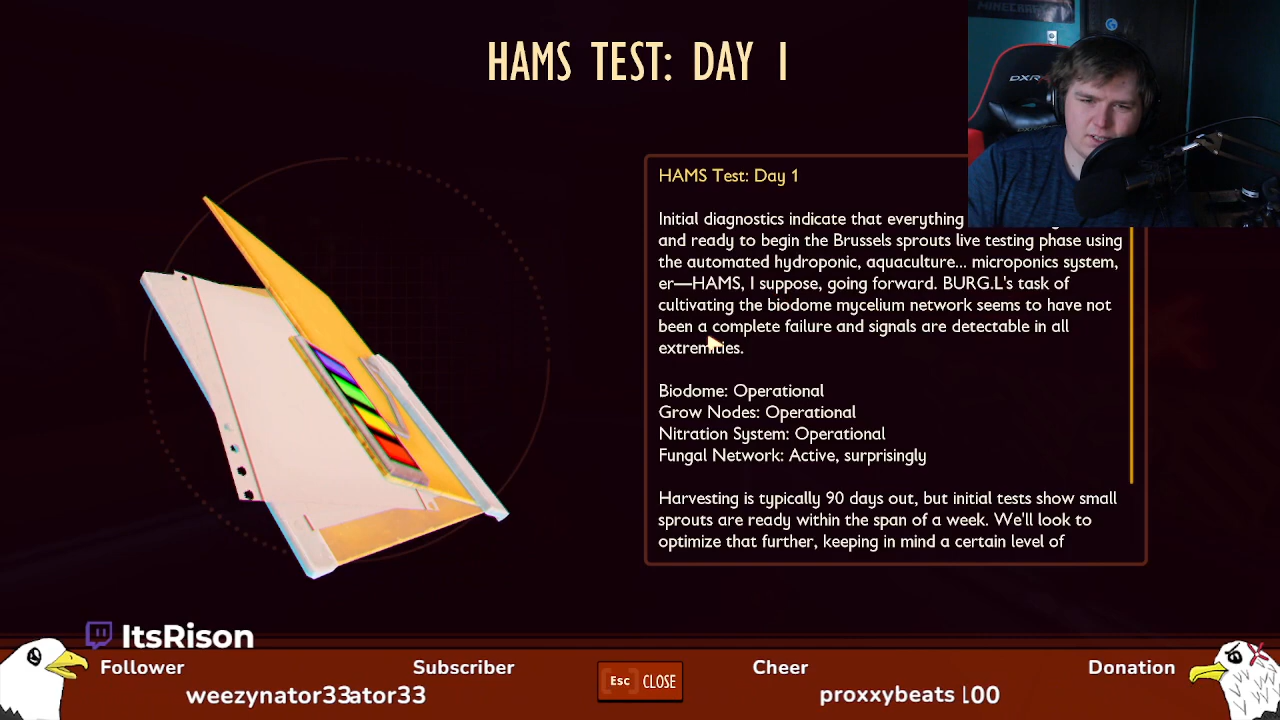 MINECRAFT
HAMS TEST: DAY 1
DXR
HAMS Test: Day 1
Initial diagnostics indicate that everything
and ready to begin the Brussels sprouts live testing phase using
the automated hydroponic, aquaculture... microponics system,
er—HAMS, I suppose, going forward. BURG.L's task of
cultivating the biodome mycelium network seems to have not
been a complete failure and signals are detectable in all
extremities.
Biodome: Operational
Grow Nodes: Operational
Nitration System: Operational
Fungal Network: Active, surprisingly
Harvesting is typically 90 days out, but initial tests show small
sprouts are ready within the span of a week. We'll look to
optimize that further, keeping in mind a certain level of
ItsRison
Follower
Subscriber
Esc CLOSE
Cheer
Donation
weezynator33ator33
proxxybeats 100